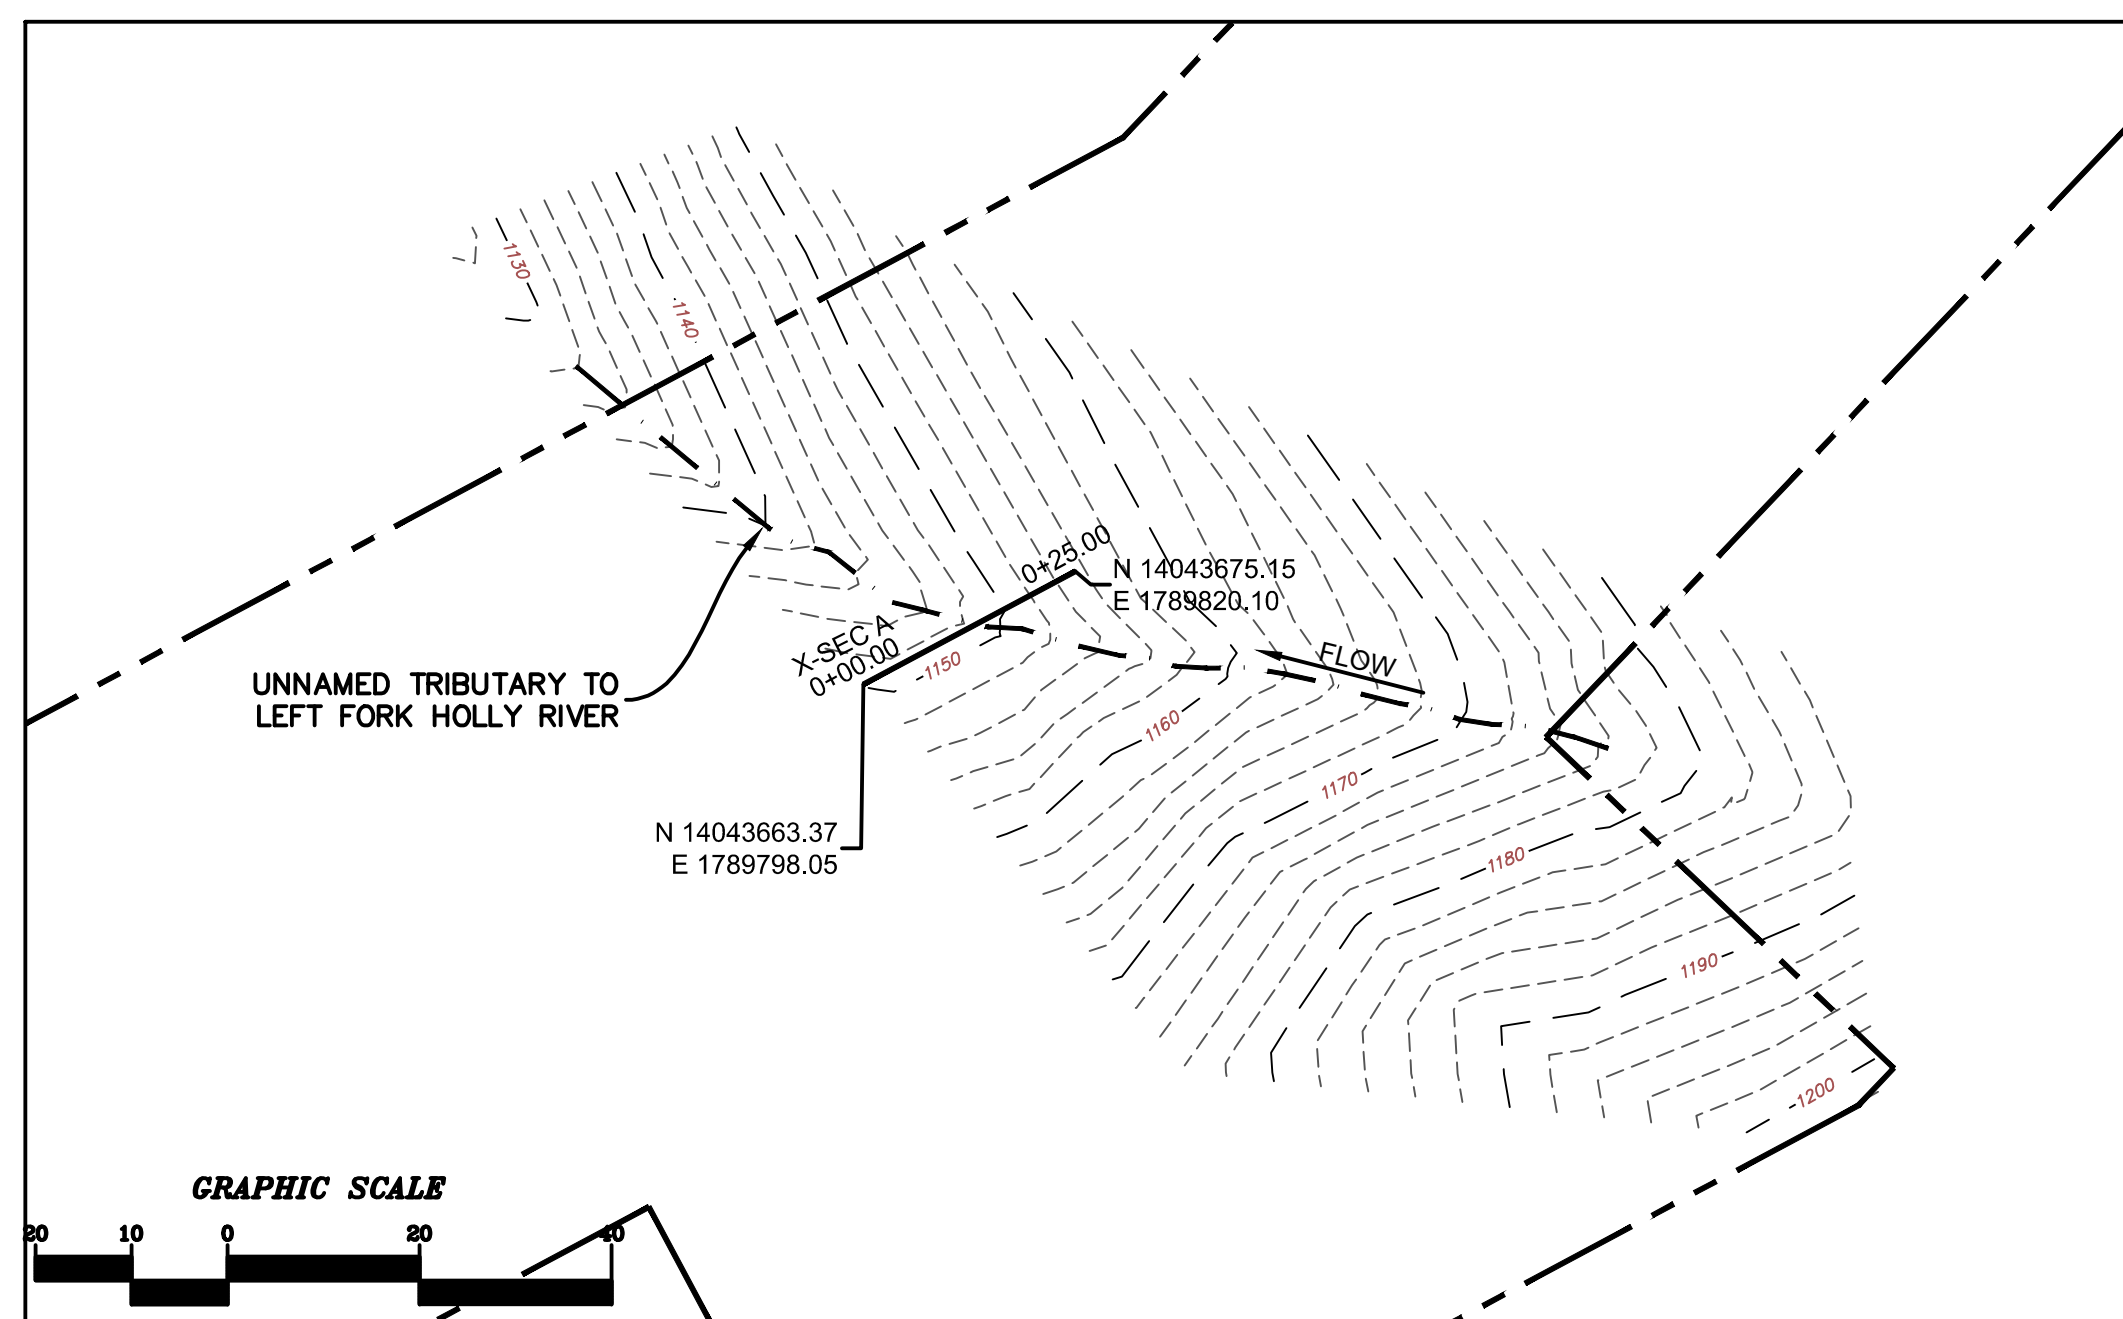 1130
1140
0+25.00
N 14043675.15
E 1789820.10
X-SEC A
0+00.00
1150
FLOW
UNNAMED TRIBUTARY TO
LEFT FORK HOLLY RIVER
1160
1170
N 14043663.37
E 1789798.05
1180
1190
1200
GRAPHIC SCALE
20 10 0 20 40